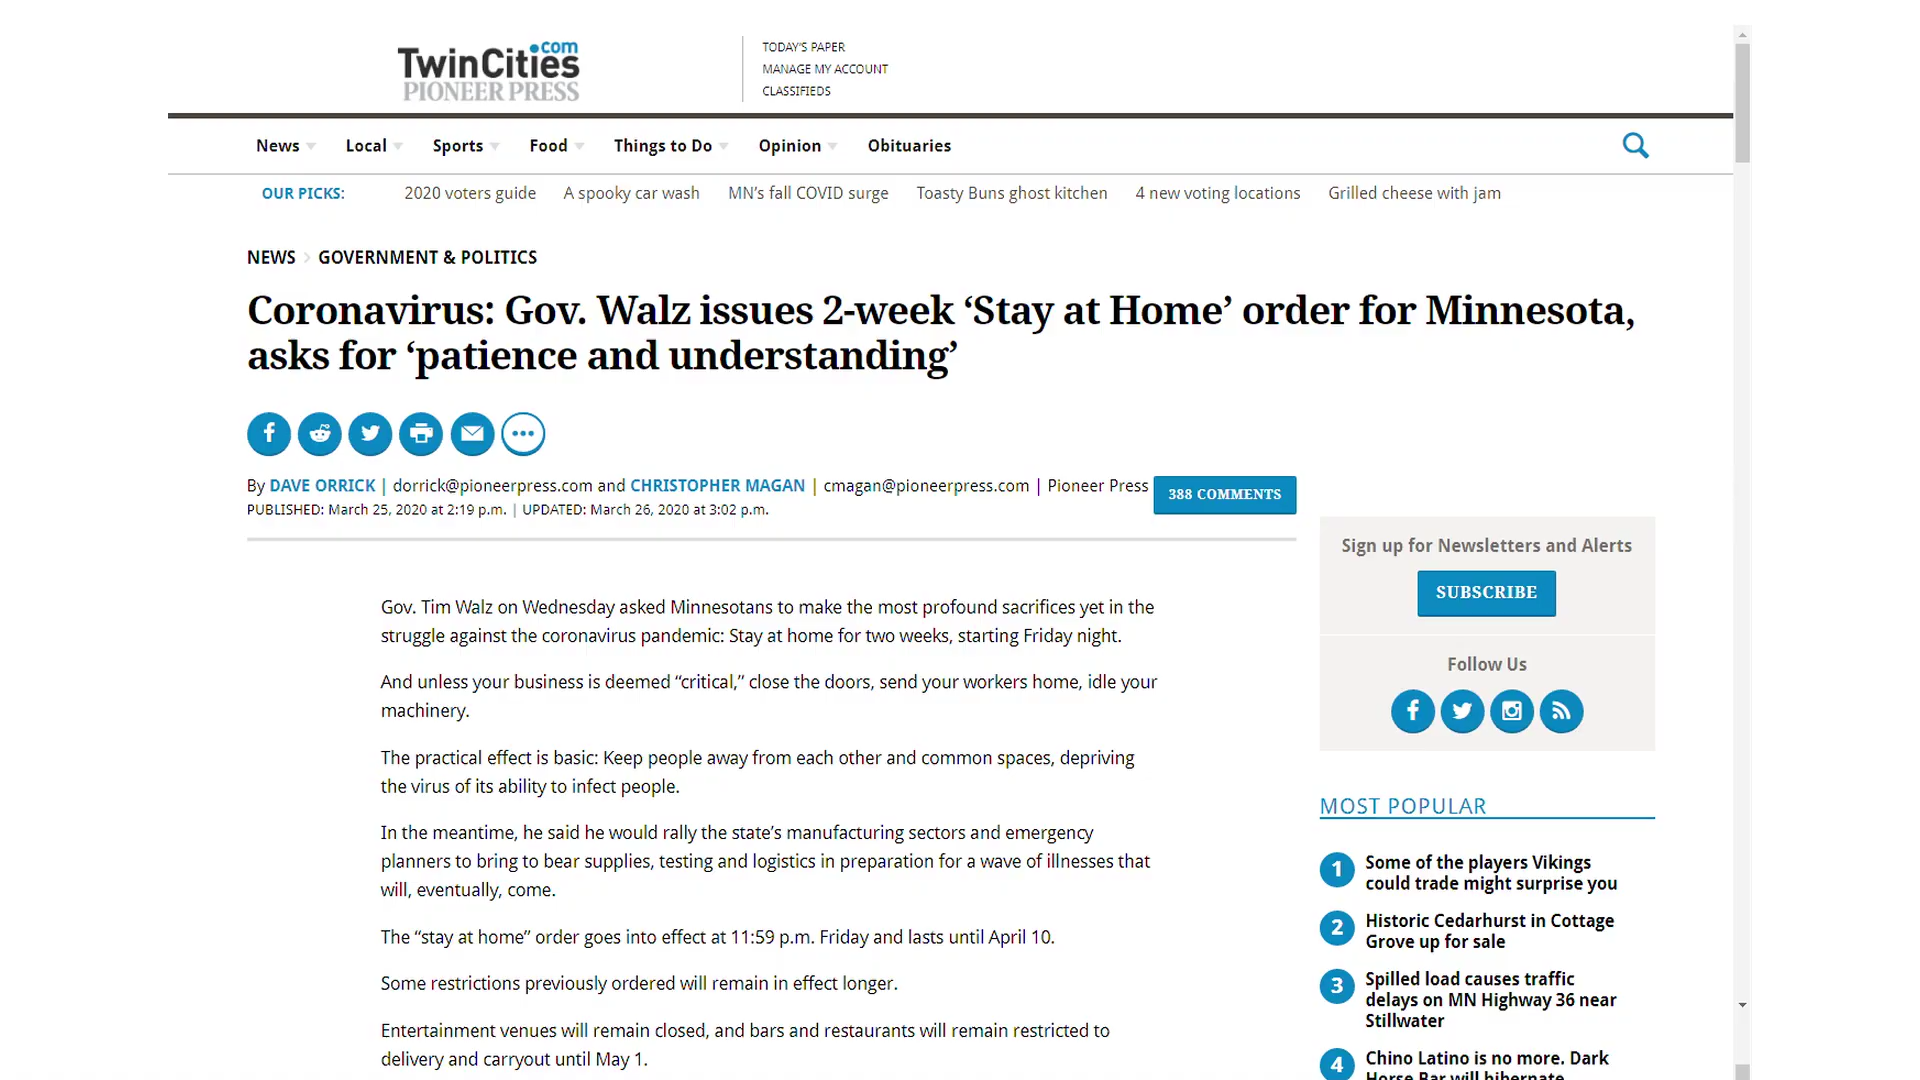 TwinCities.com
PIONEER PRESS
TODAY'S PAPER
MANAGE MY ACCOUNT
CLASSIFIEDS
News Local Sports Food Things to Do Opinion Obituaries
OUR PICKS: 2020 voters guide A spooky car wash MN’s fall COVID surge Toasty Buns ghost kitchen 4 new voting locations Grilled cheese with jam
NEWS > GOVERNMENT & POLITICS
Coronavirus: Gov. Walz issues 2-week ‘Stay at Home’ order for Minnesota,
asks for ‘patience and understanding’
By DAVE ORRICK | dorrick@pioneerpress.com and CHRISTOPHER MAGAN | cmagan@pioneerpress.com | Pioneer Press
388 COMMENTS
PUBLISHED: March 25, 2020 at 2:19 p.m. | UPDATED: March 26, 2020 at 3:02 p.m.
Gov. Tim Walz on Wednesday asked Minnesotans to make the most profound sacrifices yet in the
struggle against the coronavirus pandemic: Stay at home for two weeks, starting Friday night.
And unless your business is deemed “critical,” close the doors, send your workers home, idle your
machinery.
The practical effect is basic: Keep people away from each other and common spaces, depriving
the virus of its ability to infect people.
In the meantime, he said he would rally the state’s manufacturing sectors and emergency
planners to bring to bear supplies, testing and logistics in preparation for a wave of illnesses that
will, eventually, come.
The “stay at home” order goes into effect at 11:59 p.m. Friday and lasts until April 10.
Some restrictions previously ordered will remain in effect longer.
Entertainment venues will remain closed, and bars and restaurants will remain restricted to
delivery and carryout until May 1.
Sign up for Newsletters and Alerts
SUBSCRIBE
Follow Us
MOST POPULAR
1 Some of the players Vikings
could trade might surprise you
2 Historic Cedarhurst in Cottage
Grove up for sale
3 Spilled load causes traffic
delays on MN Highway 36 near
Stillwater
4 Chino Latino is no more. Dark
Horse Bar will hibernate